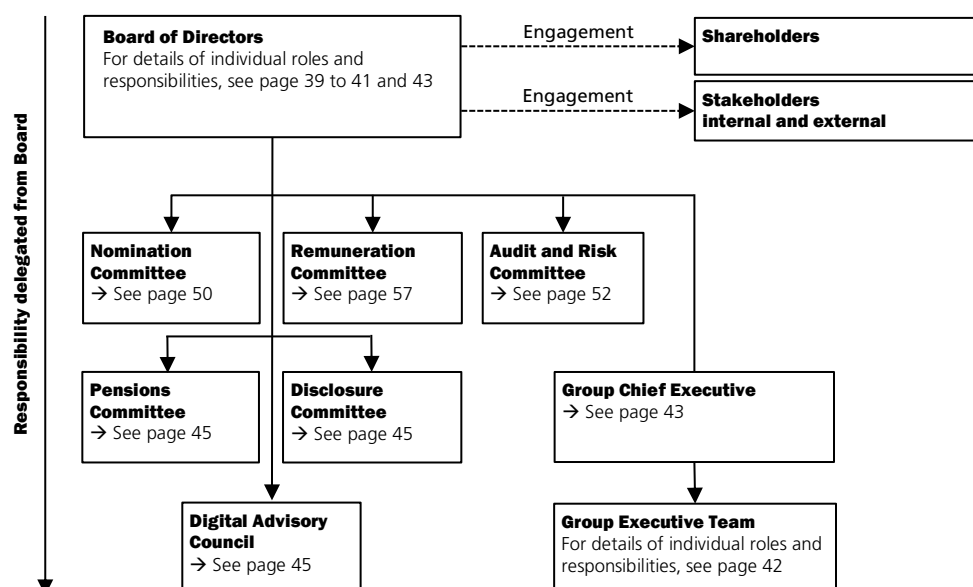 Board of Directors
For details of individual roles and
responsibilities, see page 39 to 41 and 43
Engagement
Shareholders
Engagement
Stakeholders
internal and external
Responsibility delegated from Board
Nomination
Committee
→ See page 50
Remuneration
Committee
→ See page 57
Audit and Risk
Committee
→ See page 52
Pensions
Committee
→ See page 45
Disclosure
Committee
→ See page 45
Group Chief Executive
→ See page 43
Digital Advisory
Council
→ See page 45
Group Executive Team
For details of individual roles and
responsibilities, see page 42